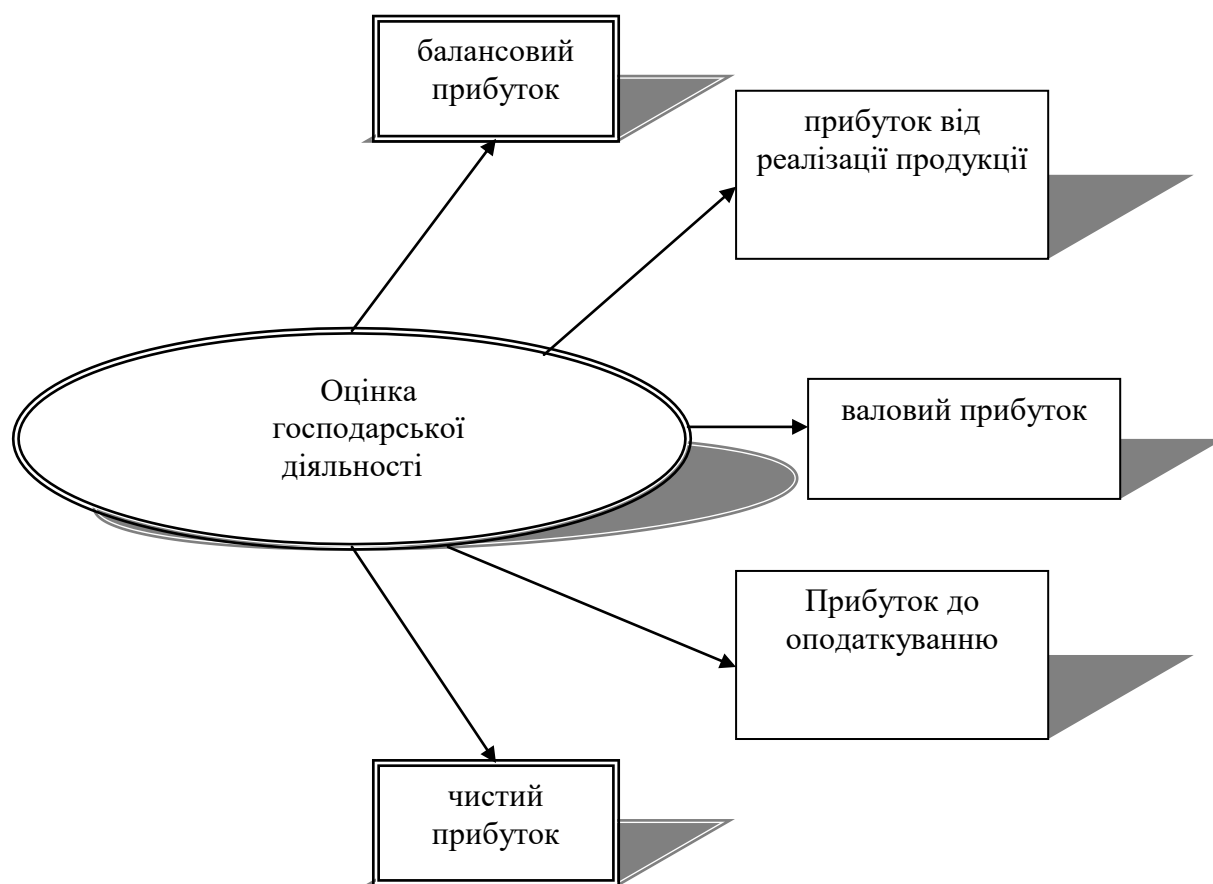 балансовий
прибуток
прибуток від
реалізації продукції
Оцінка
господарської
діяльності
валовий прибуток
Прибуток до
оподаткуванню
чистий
прибуток